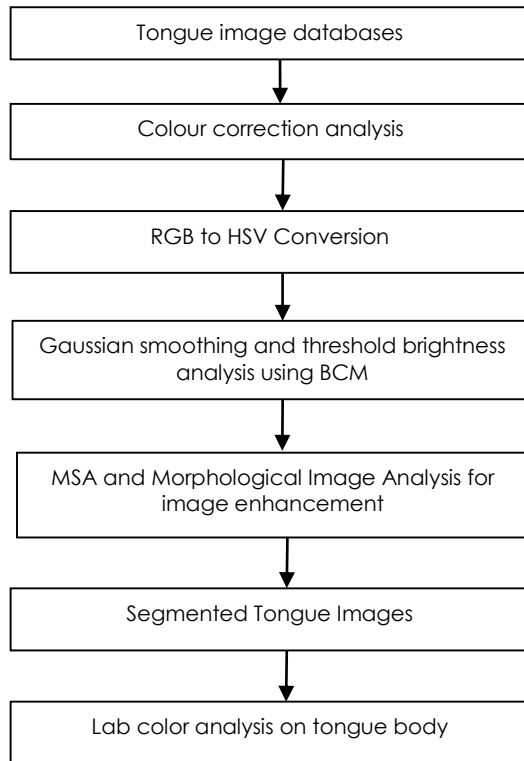 Tongue image databases
Colour correction analysis
RGB to HSV Conversion
Gaussian smoothing and threshold brightness
analysis using BCM
MSA and Morphological Image Analysis for
image enhancement
Segmented Tongue Images
Lab color analysis on tongue body